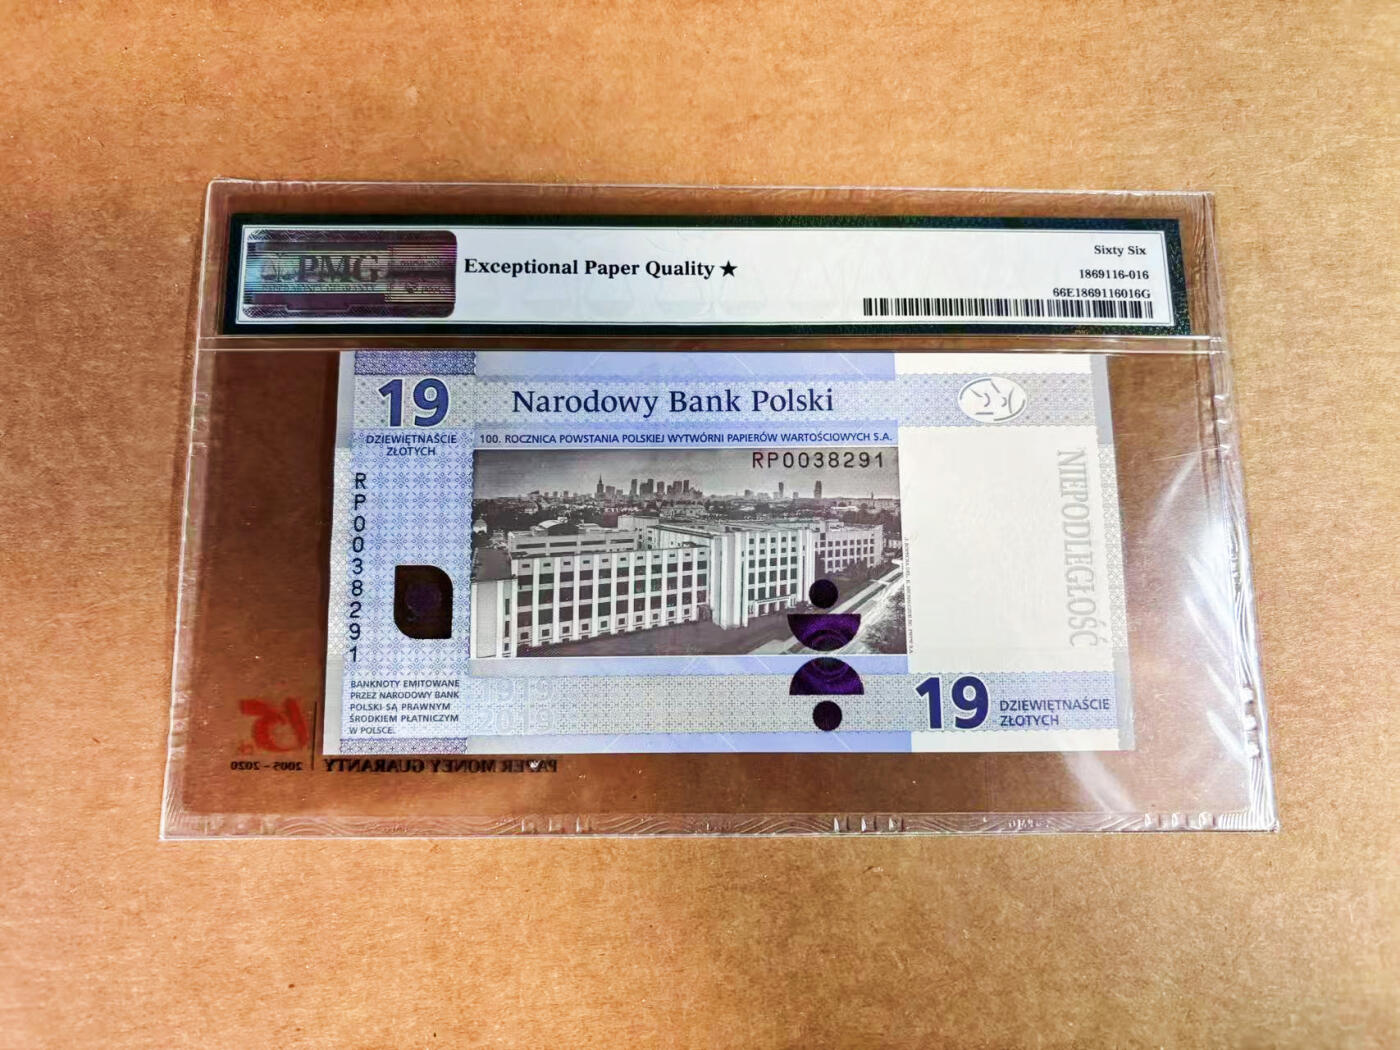 PMG
Exceptional Paper Quality ★
Sixty Six
1869116-016
66E1869116016G
19
DZIEWIĘTNAŚCIE
ZŁOTYCH
Narodowy Bank Polski
100. ROCZNICA POWSTANIA POLSKIEJ WYTWÓRNI PAPIERÓW WARTOŚCIOWYCH S.A.
RP0038291
RP0038291
NIEPODLEGŁOŚĆ
BANKNOTY EMITOWANE
PRZEZ NARODOWY BANK
POLSKI SĄ PRAWNYM
ŚRODKIEM PŁATNICZYM
W POLSCE.
1919
2019
19
DZIEWIĘTNAŚCIE
ZŁOTYCH
15
2005 – 2020
PAPER MONEY GUARANTY